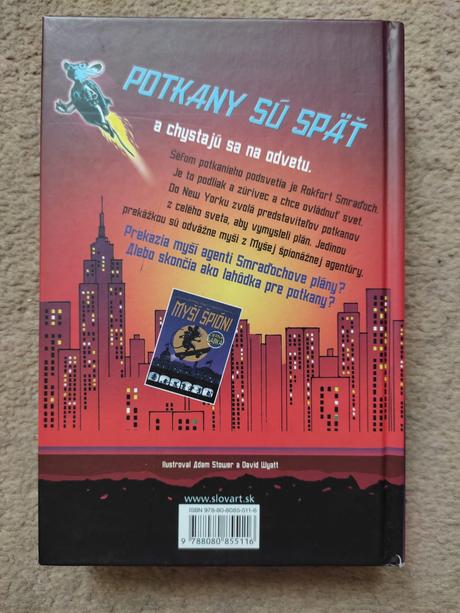 POTKANY SÚ SPÄŤ
a chystajú sa na odvetu.
Šéfom potkanieho podsvetia je Rokfort Smraďoch.
Je to podliak a zúrivec a chce ovládnuť svet.
Do New Yorku zvolá predstaviteľov potkanov
z celého sveta, aby vymysleli plán. Jedinou
prekážkou sú odvážne myši z Myšej špionážnej agentúry.
Prekazia myší agenti Smraďochove plány?
Alebo skončia ako lahôdka pre potkany?
MYŠÍ ŠPIÓNI
Ilustroval Adam Stower a David Wyatt
www.slovart.sk
ISBN 978-80-8085-511-6
9 788080 855116